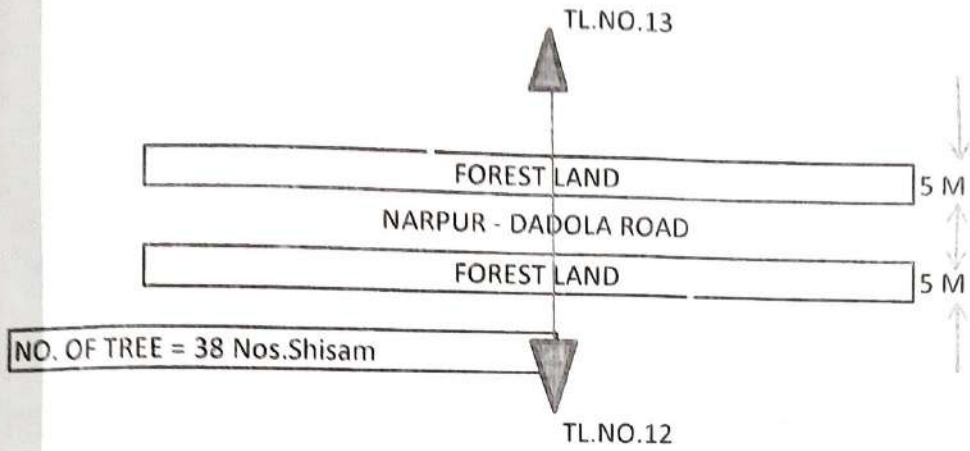 TL.NO.13
FOREST LAND
5 M
NARPUR - DADOLA ROAD
FOREST LAND
5 M
NO. OF TREE = 38 Nos.Shisam
TL.NO.12